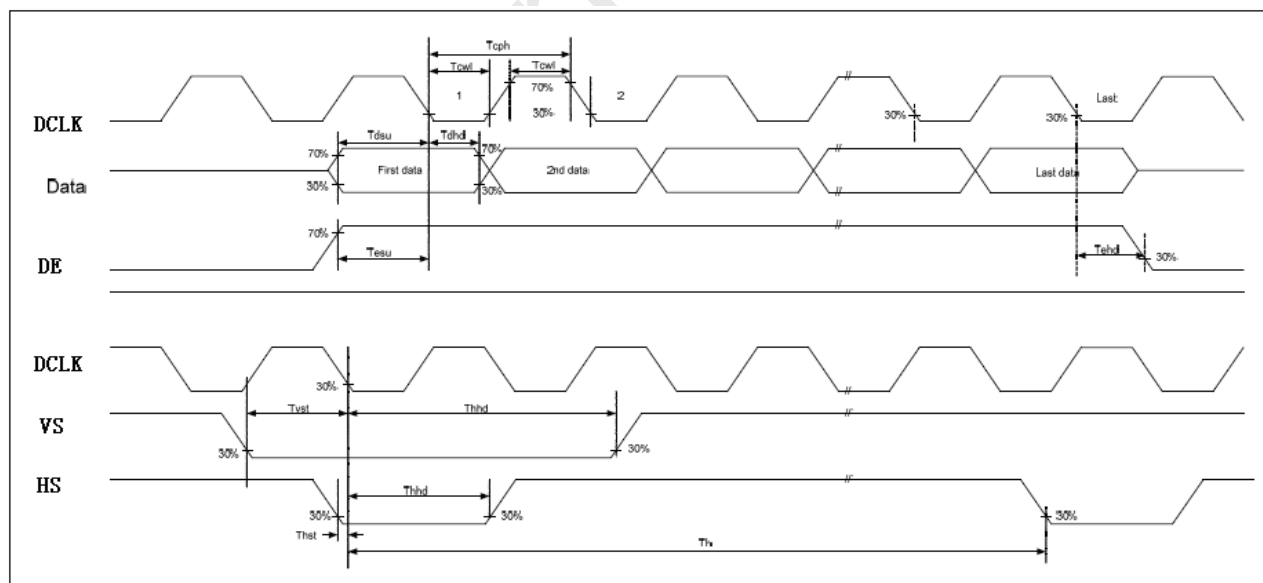 Tcph
Tcwl Tcwl
1 70% 2 Last
30% 30% 30%
DCLK
Tdsu Tdhd
70% 70%
First data 2nd data Last data
Data
30% 30%
70%
Tesu Tehd
DE 30%
DCLK
30%
Tvst Thhd
VS
30% 30%
HS
Thhd
30% 30% 30%
Thst
Th